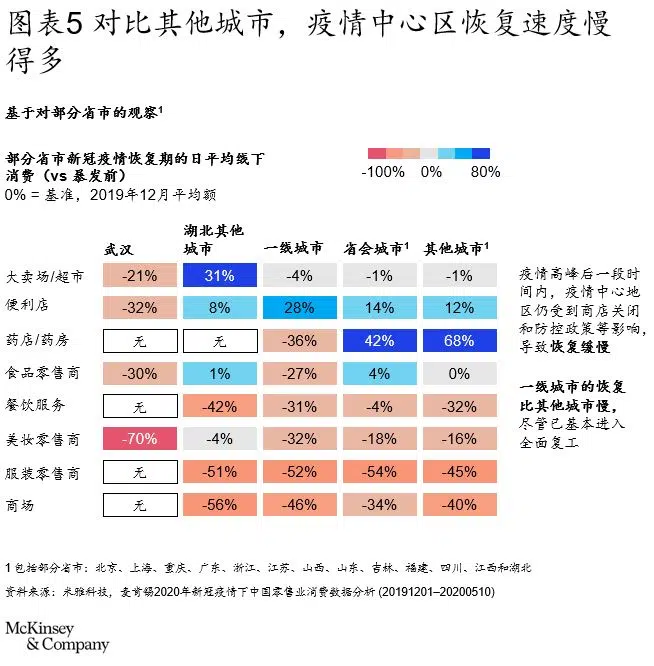 图表5 对比其他城市，疫情中心区恢复速度慢
得多
基于对部分省市的观察1
部分省市新冠疫情恢复期的日平均线下
消费（vs 暴发前）
0% = 基准，2019年12月平均额
-100% 0% 80%
武汉 湖北其他城市 一线城市 省会城市1 其他城市1
大卖场/超市 -21% 31% -4% -1% -1%
便利店 -32% 8% 28% 14% 12%
药店/药房 无 无 -36% 42% 68%
食品零售商 -30% 1% -27% 4% 0%
餐饮服务 无 -42% -31% -4% -32%
美妆零售商 -70% -4% -32% -18% -16%
服装零售商 无 -51% -52% -54% -45%
商场 无 -56% -46% -34% -40%
疫情高峰后一段时
间内，疫情中心地
区仍受到商店关闭
和防控政策等影响，
导致恢复缓慢
一线城市的恢复
比其他城市慢，
尽管已基本进入
全面复工
1 包括部分省市：北京、上海、重庆、广东、浙江、江苏、山西、山东、吉林、福建、四川、江西和湖北
资料来源：米雅科技，麦肯锡2020年新冠疫情下中国零售业消费数据分析 (20191201–20200510)
McKinsey
& Company